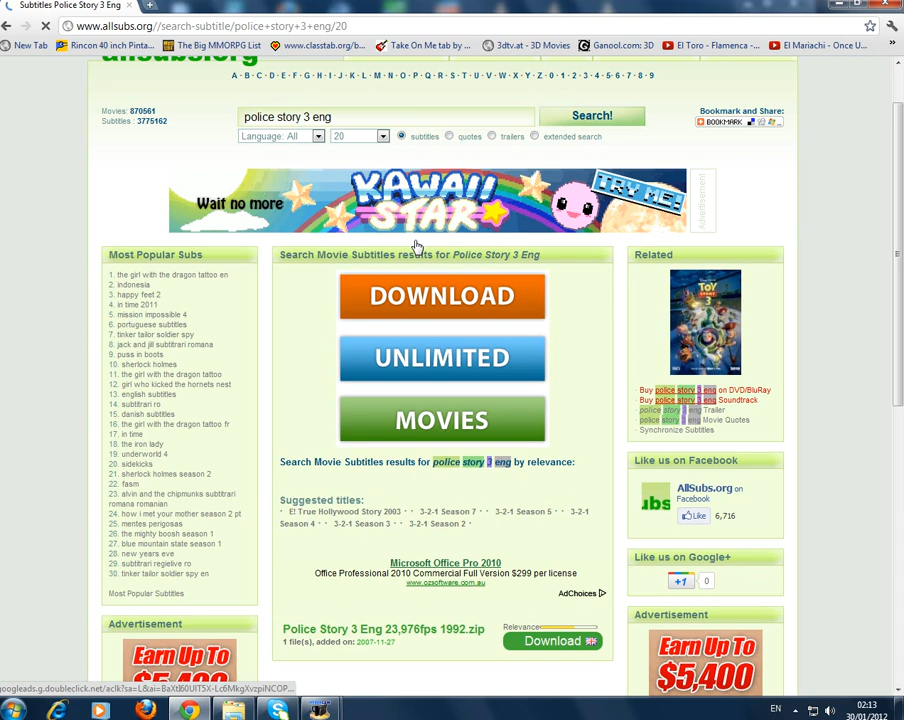 Subtitles Police Story 3 Eng
www.allsubs.org//search-subtitle/police+story+3+eng/20
New Tab
Rincon 40 inch Pinta...
The Big MMORPG List
www.classtab.org/b...
Take On Me tab by ...
3dtv.at - 3D Movies
Ganool.com: 3D
El Toro - Flamenca - ...
El Mariachi - Once U...
A · B · C · D · E · F · G · H · I · J · K · L · M · N · O · P · Q · R · S · T · U · V · W · X · Y · Z · 0 · 1 · 2 · 3 · 4 · 5 · 6 · 7 · 8 · 9
Movies: 870561
Subtitles : 3775162
police story 3 eng
Search!
Language: All
20
subtitles
quotes
trailers
extended search
Bookmark and Share:
BOOKMARK
Wait no more
KAWAII
STAR
TRY ME!
Advertisement
Most Popular Subs
1. the girl with the dragon tattoo en
2. indonesia
3. happy feet 2
4. in time 2011
5. mission impossible 4
6. portuguese subtitles
7. tinker tailor soldier spy
8. jack and jill subtitrari romana
9. puss in boots
10. sherlock holmes
11. the girl with the dragon tattoo
12. girl who kicked the hornets nest
13. english subtitles
14. subtitrari ro
15. danish subtitles
16. the girl with the dragon tattoo fr
17. in time
18. the iron lady
19. underworld 4
20. sidekicks
21. sherlock holmes season 2
22. fasm
23. alvin and the chipmunks subtitrari
romana romanian
24. how i met your mother season 2 pt
25. mentes perigosas
26. the mighty boosh season 1
27. blue mountain state season 1
28. new years eve
29. subtitrari regielive ro
30. tinker tailor soldier spy en
Most Popular Subtitles
Advertisement
Earn Up To
$5,400
Search Movie Subtitles results for Police Story 3 Eng
DOWNLOAD
UNLIMITED
MOVIES
Search Movie Subtitles results for police story 3 eng by relevance:
Suggested titles:
· E! True Hollywood Story 2003 · · 3-2-1 Season 7 · · 3-2-1 Season 5 · · 3-2-1
Season 4 · · 3-2-1 Season 3 · · 3-2-1 Season 2 ·
Microsoft Office Pro 2010
Office Professional 2010 Commercial Full Version $299 per license
www.ozsoftware.com.au
AdChoices
Police Story 3 Eng 23,976fps 1992.zip
1 file(s), added on: 2007-11-27
Relevance:
Download
Related
TOY
STORY
3
· Buy police story 3 eng on DVD/BluRay
· Buy police story 3 eng Soundtrack
· police story 3 eng Trailer
· police story 3 eng Movie Quotes
· Synchronize Subtitles
Like us on Facebook
ubs
AllSubs.org on
Facebook
Like
6,716
Like us on Google+
+1
0
Advertisement
Earn Up To
$5,400
EN
02:13
30/01/2012